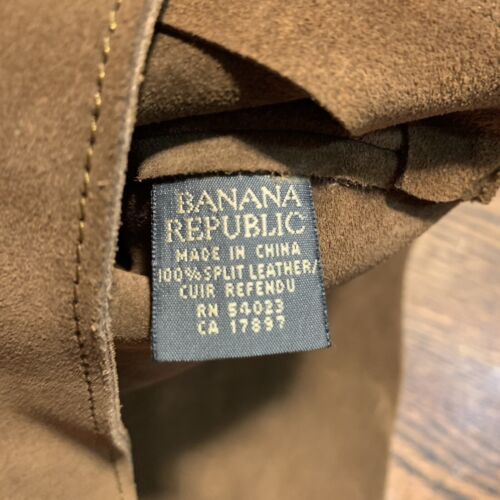 BANANA
REPUBLIC
MADE IN CHINA
100% SPLIT LEATHER/
CUIR REFENDU
RN 54023
CA 17897